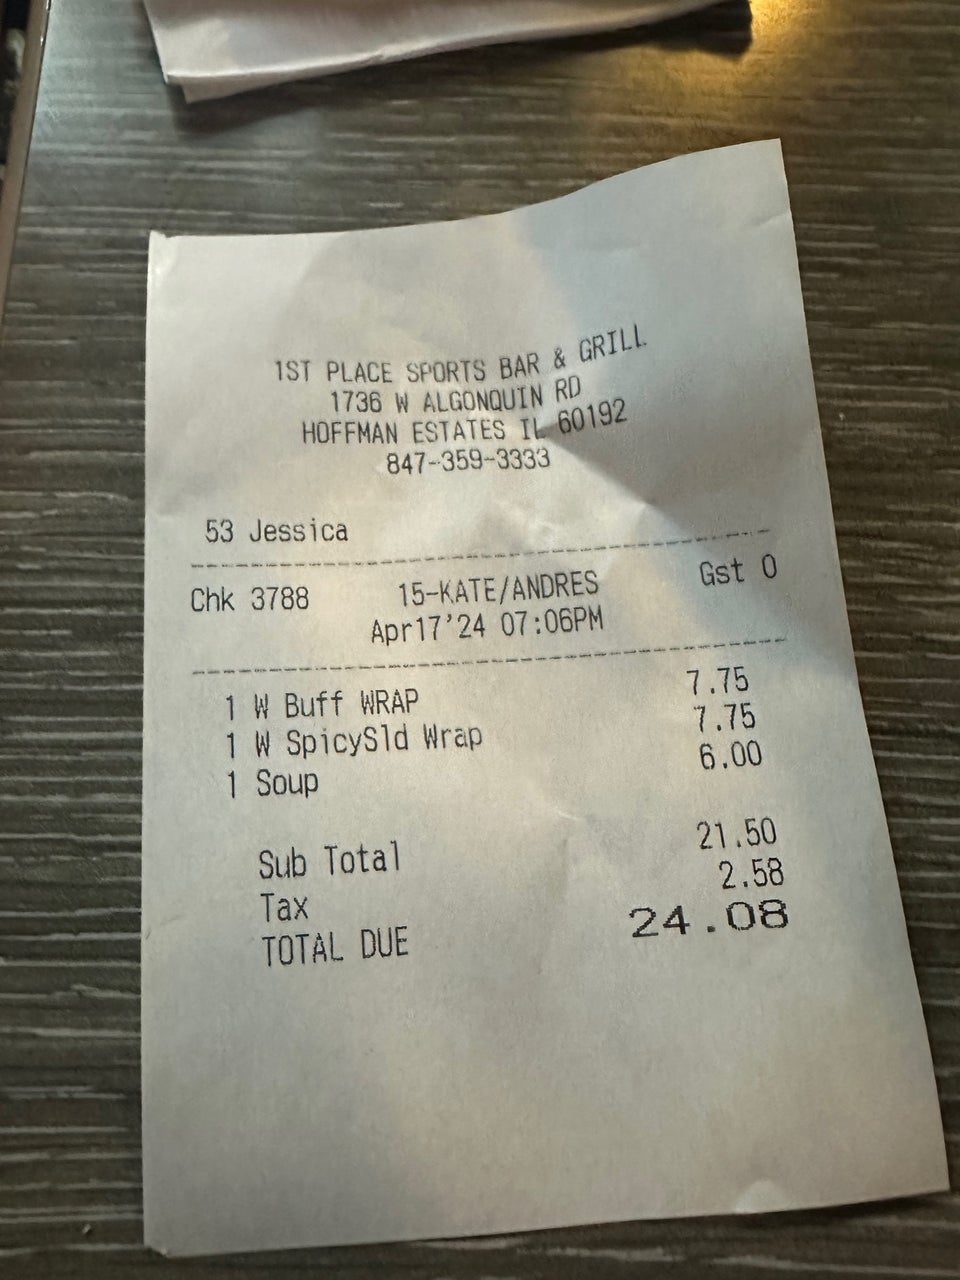 1ST PLACE SPORTS BAR & GRILL
1736 W ALGONQUIN RD
HOFFMAN ESTATES IL 60192
847-359-3333
53 Jessica
Chk 3788 15-KATE/ANDRES Gst 0
Apr17'24 07:06PM
1 W Buff WRAP 7.75
1 W SpicySld Wrap 7.75
1 Soup 6.00
Sub Total 21.50
Tax 2.58
TOTAL DUE 24.08